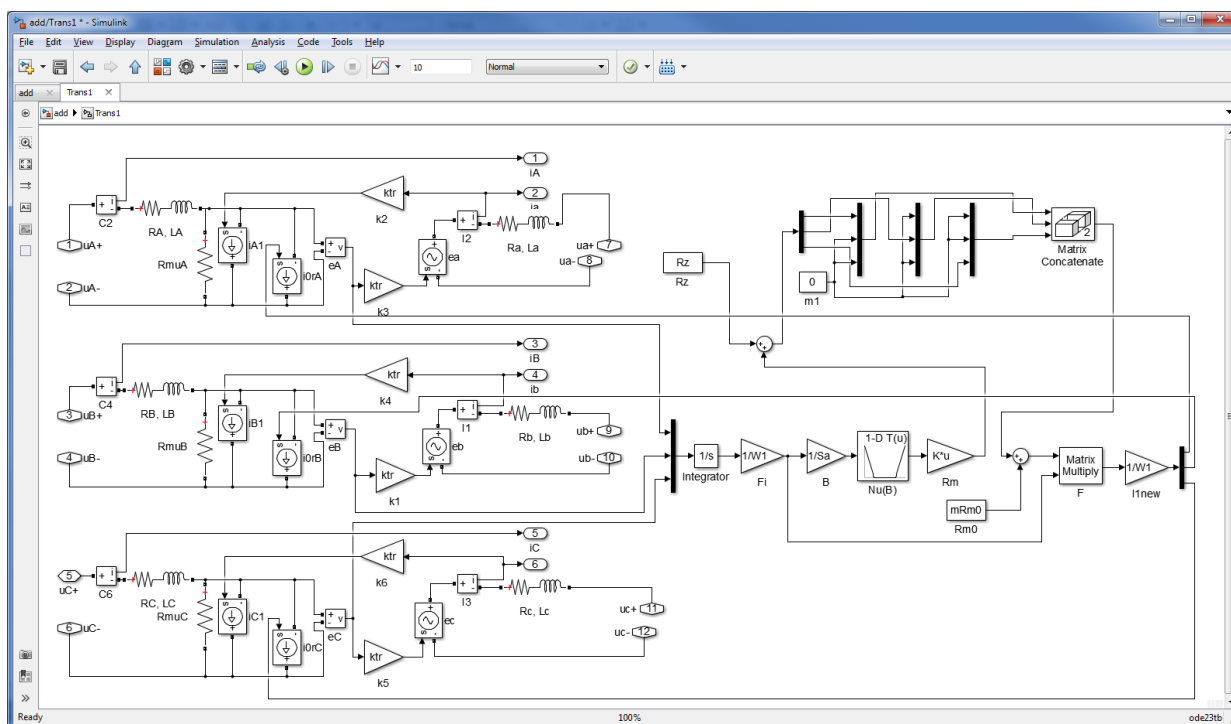 add/Trans1 * - Simulink
File Edit View Display Diagram Simulation Analysis Code Tools Help
10 Normal
add Trans1
add Trans1
1
iA
2
ia
ktr
k2
C2
RA, LA
I2
Ra, La
1 uA+
2 uA-
RmuA
iA1
i0rA
eA
ea
ktr
k3
ua+ 7
ua- 8
3
iB
4
ib
ktr
k4
C4
RB, LB
I1
Rb, Lb
3 uB+
4 uB-
RmuB
iB1
i0rB
eB
eb
ktr
k1
ub+ 9
ub- 10
5
iC
6
ktr
k6
5
uC+
C6
RC, LC
I3
Rc, Lc
6 uC-
RmuC
iC1
i0rC
eC
ec
ktr
k5
uc+ 11
uc- 12
Rz
Rz
0
m1
2
Matrix
Concatenate
1/s
Integrator
1/W1
Fi
1/Sa
B
1-D T(u)
Nu(B)
K*u
Rm
mRm0
Rm0
Matrix
Multiply
F
1/W1
I1new
Ready 100% ode23tb